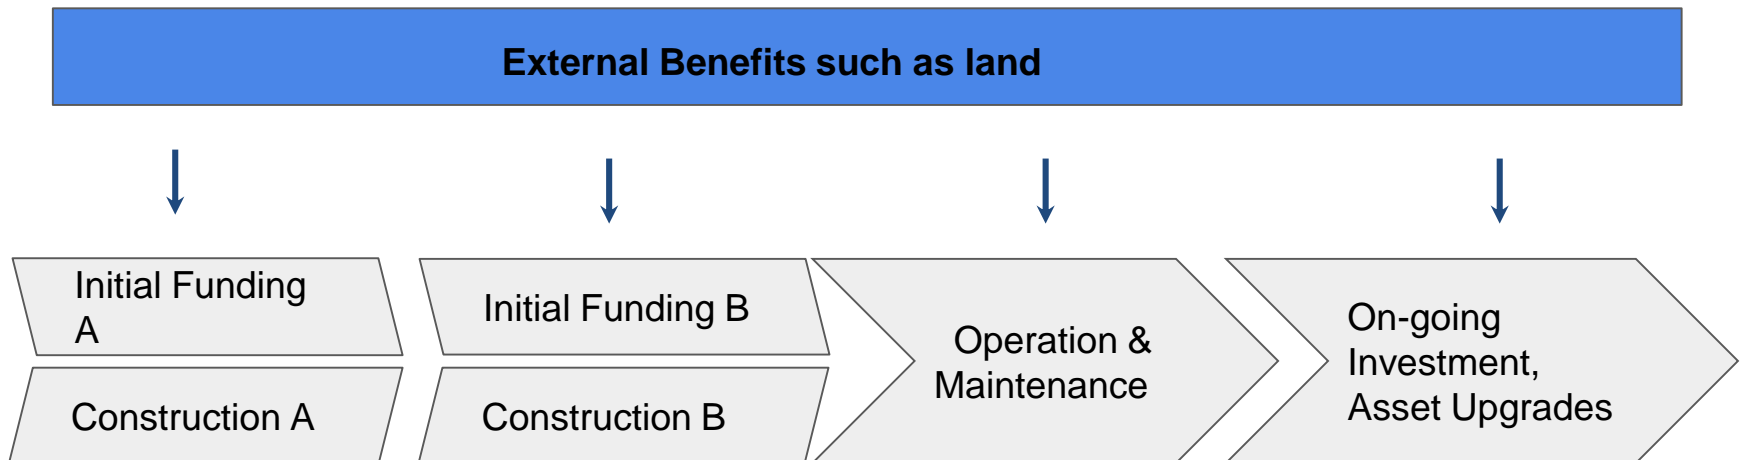 External Benefits such as land
Initial Funding
A
Initial Funding B
Operation &
Maintenance
On-going
Investment,
Asset Upgrades
Construction A
Construction B